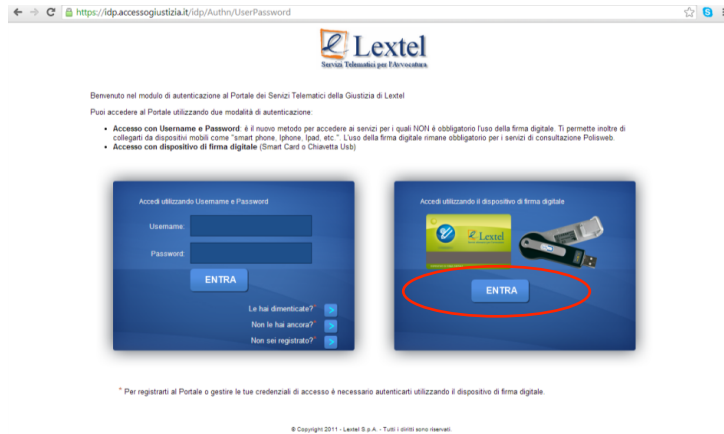 https://idp.accessogiustizia.it/idp/Authn/UserPassword
Lextel
Servizi Telematici per l'Avvocatura
Benvenuto nel modulo di autenticazione al Portale dei Servizi Telematici della Giustizia di Lextel
Puoi accedere al Portale utilizzando due modalità di autenticazione:
• Accesso con Username e Password: è il nuovo metodo per accedere ai servizi per i quali NON è obbligatorio l'uso della firma digitale. Ti permette inoltre di
collegarti da dispositivi mobili come "smart phone, Iphone, Ipad, etc.". L'uso della firma digitale rimane obbligatorio per i servizi di consultazione Polisweb.
• Accesso con dispositivo di firma digitale (Smart Card o Chiavetta Usb)
Accedi utilizzando Username e Password
Username:
Password:
ENTRA
Le hai dimenticate?*
Non le hai ancora?*
Non sei registrato?*
Accedi utilizzando il dispositivo di firma digitale
Lextel
ENTRA
* Per registrarti al Portale o gestire le tue credenziali di accesso è necessario autenticarti utilizzando il dispositivo di firma digitale.
© Copyright 2011 - Lextel S.p.A. - Tutti i diritti sono riservati.